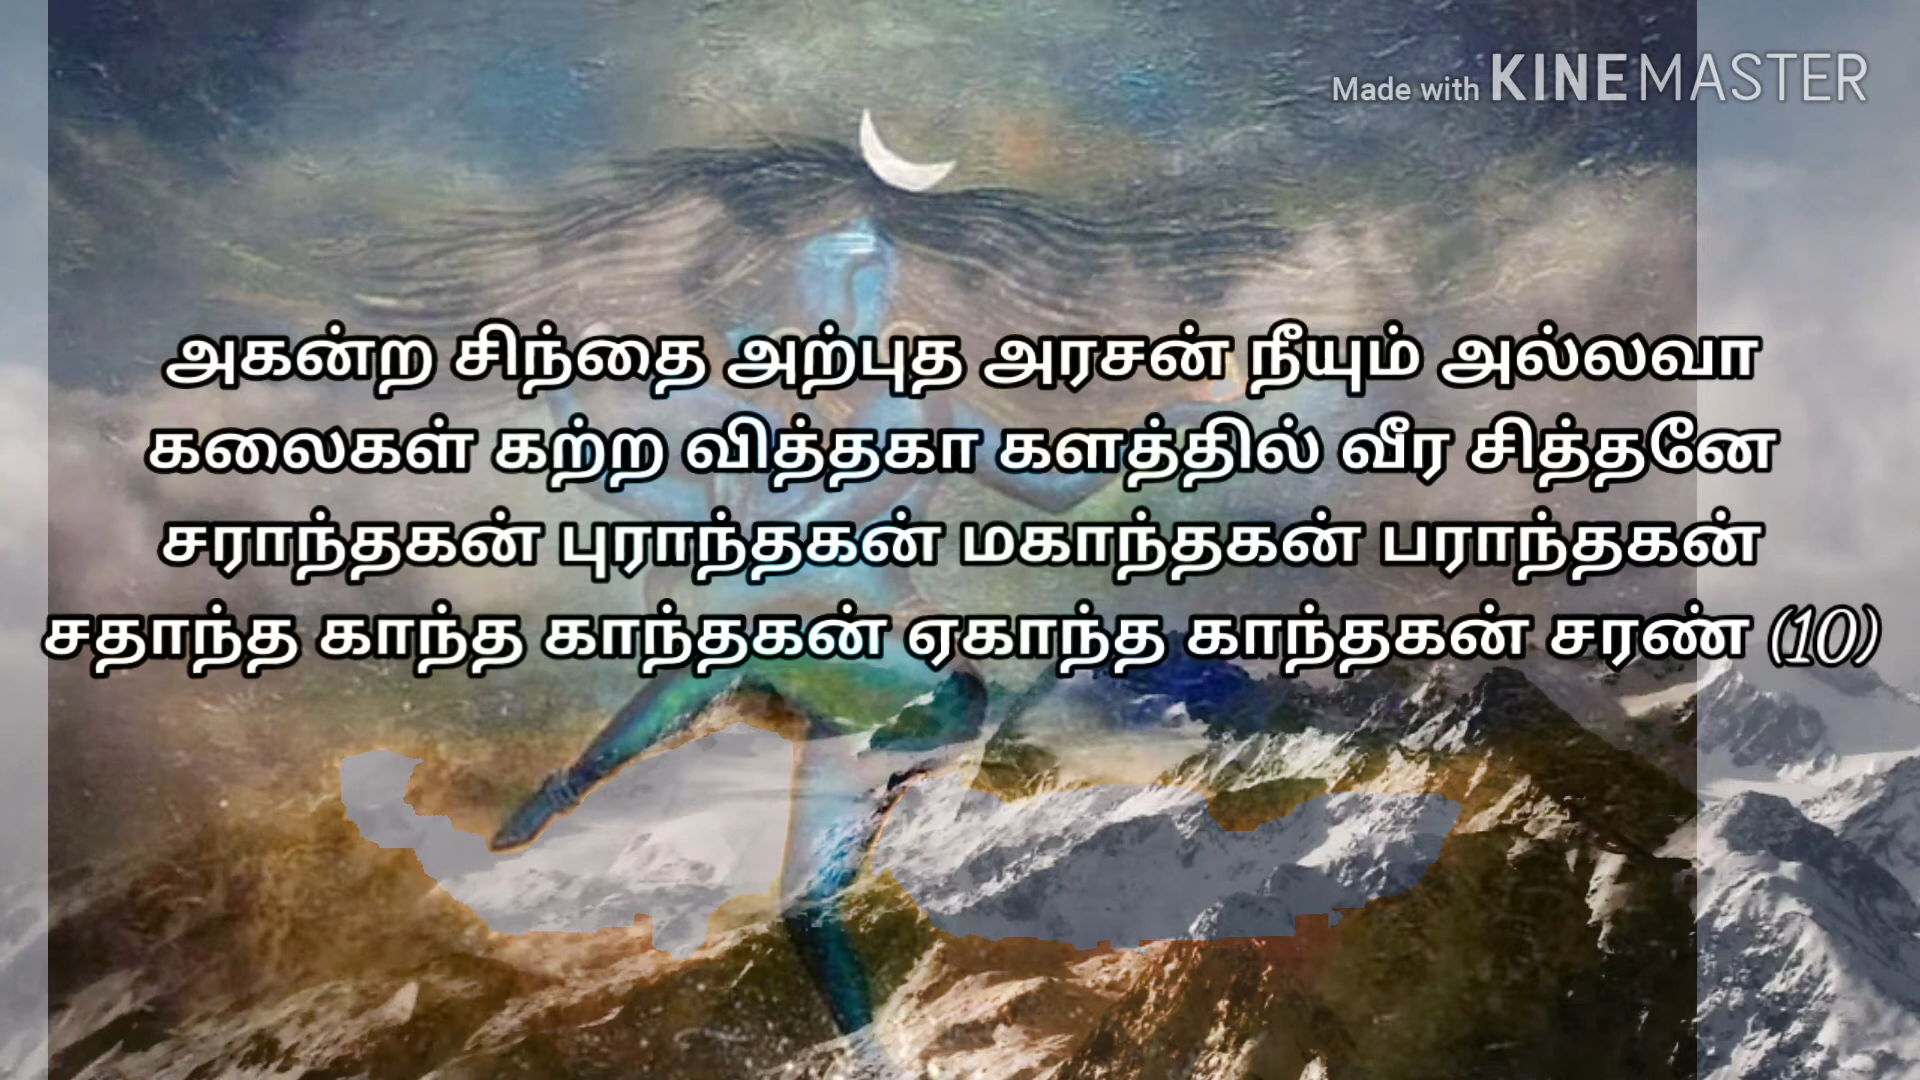 Made with KINEMASTER
அகன்ற சிந்தை அற்புத அரசன் நீயும் அல்லவா
கலைகள் கற்ற வித்தகா களத்தில் வீர சித்தனே
சராந்தகன் புராந்தகன் மகாந்தகன் பராந்தகன்
சதாந்த காந்த காந்தகன் ஏகாந்த காந்தகன் சரண் (10)